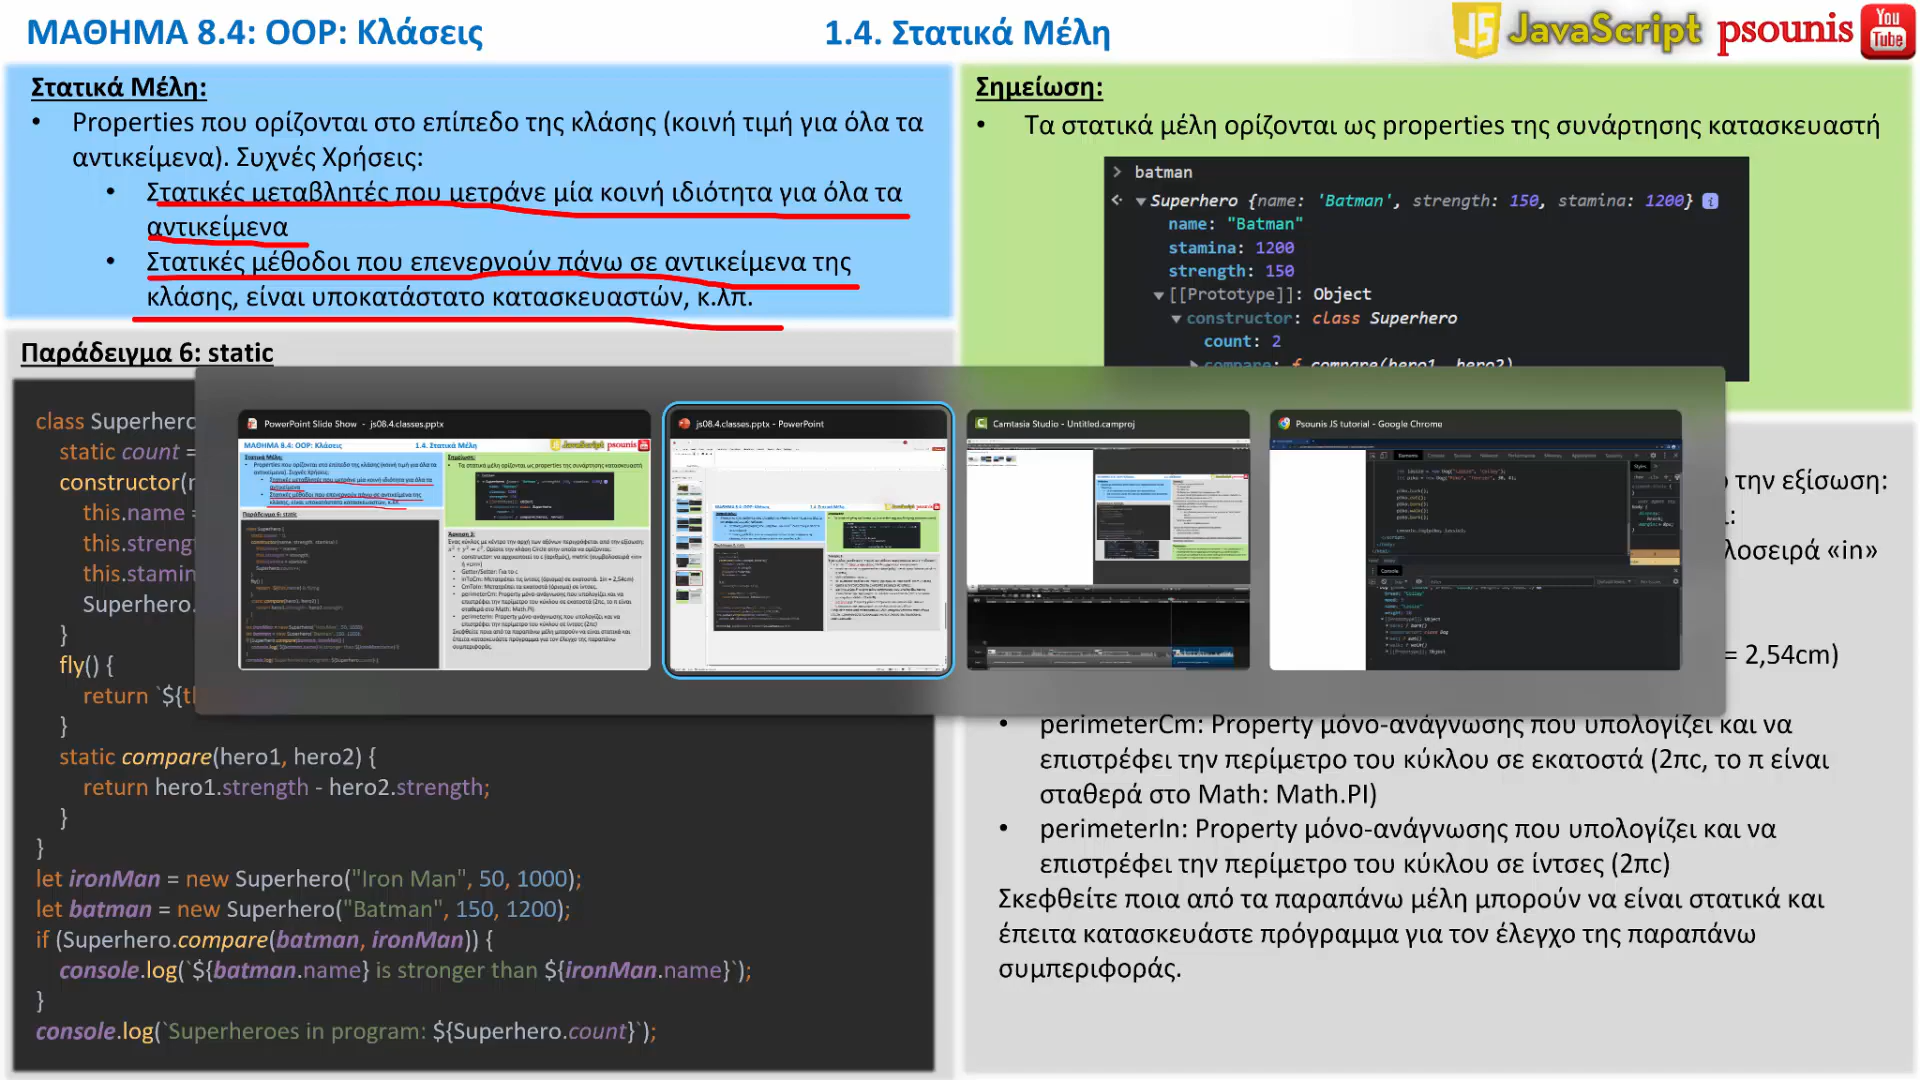 ΜΑΘΗΜΑ 8.4: OOP: Κλάσεις
1.4. Στατικά Μέλη
JS JavaScript psounis You Tube
Στατικά Μέλη:
• Properties που ορίζονται στο επίπεδο της κλάσης (κοινή τιμή για όλα τα
αντικείμενα). Συχνές Χρήσεις:
• Στατικές μεταβλητές που μετράνε μία κοινή ιδιότητα για όλα τα
αντικείμενα
• Στατικές μέθοδοι που επενεργούν πάνω σε αντικείμενα της
κλάσης, είναι υποκατάστατο κατασκευαστών, κ.λπ.
Σημείωση:
• Τα στατικά μέλη ορίζονται ως properties της συνάρτησης κατασκευαστή
> batman
Superhero {name: 'Batman', strength: 150, stamina: 1200}
name: "Batman"
stamina: 1200
strength: 150
[[Prototype]]: Object
constructor: class Superhero
count: 2
compare: f compare(hero1, hero2)
Παράδειγμα 6: static
PowerPoint Slide Show - js08.4.classes.pptx
js08.4.classes.pptx - PowerPoint
Camtasia Studio - Untitled.camproj
Psounis JS tutorial - Google Chrome
class Superhero
static count =
constructor(
this.name =
this.streng
this.stamin
Superhero.
}
fly() {
return `${t
}
static compare(hero1, hero2) {
return hero1.strength - hero2.strength;
}
}
let ironMan = new Superhero("Iron Man", 50, 1000);
let batman = new Superhero("Batman", 150, 1200);
if (Superhero.compare(batman, ironMan)) {
console.log(`${batman.name} is stronger than ${ironMan.name}`);
}
console.log(`Superheroes in program: ${Superhero.count}`);
την εξίσωση:
λοσειρά «in»
= 2,54cm)
• perimeterCm: Property μόνο-ανάγνωσης που υπολογίζει και να
επιστρέφει την περίμετρο του κύκλου σε εκατοστά (2πc, το π είναι
σταθερά στο Math: Math.PI)
• perimeterIn: Property μόνο-ανάγνωσης που υπολογίζει και να
επιστρέφει την περίμετρο του κύκλου σε ίντσες (2πc)
Σκεφθείτε ποια από τα παραπάνω μέλη μπορούν να είναι στατικά και
έπειτα κατασκευάστε πρόγραμμα για τον έλεγχο της παραπάνω
συμπεριφοράς.